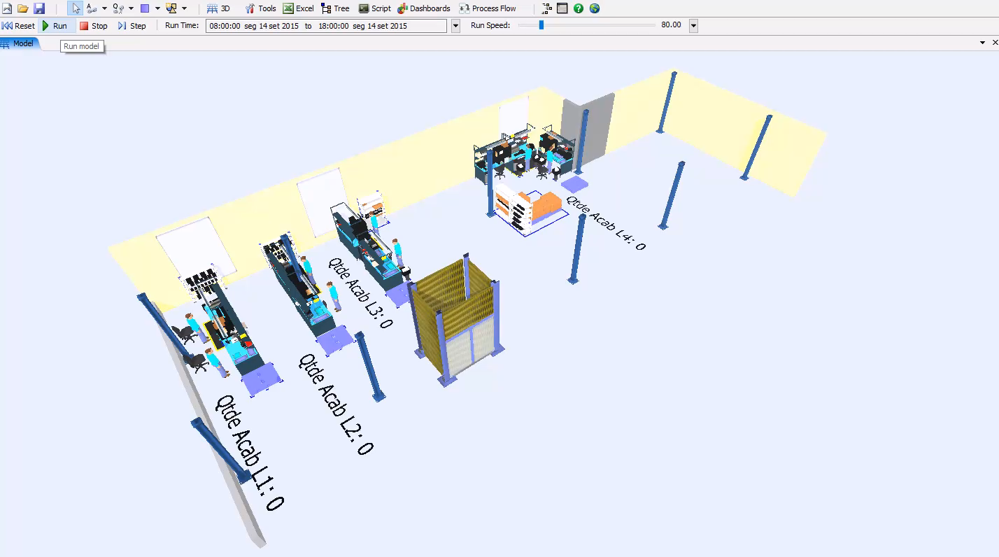 3D Tools Excel Tree Script Dashboards Process Flow
Reset Run Stop Step Run Time: 08:00:00 seg 14 set 2015 to 18:00:00 seg 14 set 2015 Run Speed: 80.00
Model
Run model
Qtde Acab L4: 0
Qtde Acab L3: 0
Qtde Acab L2: 0
Qtde Acab L1: 0